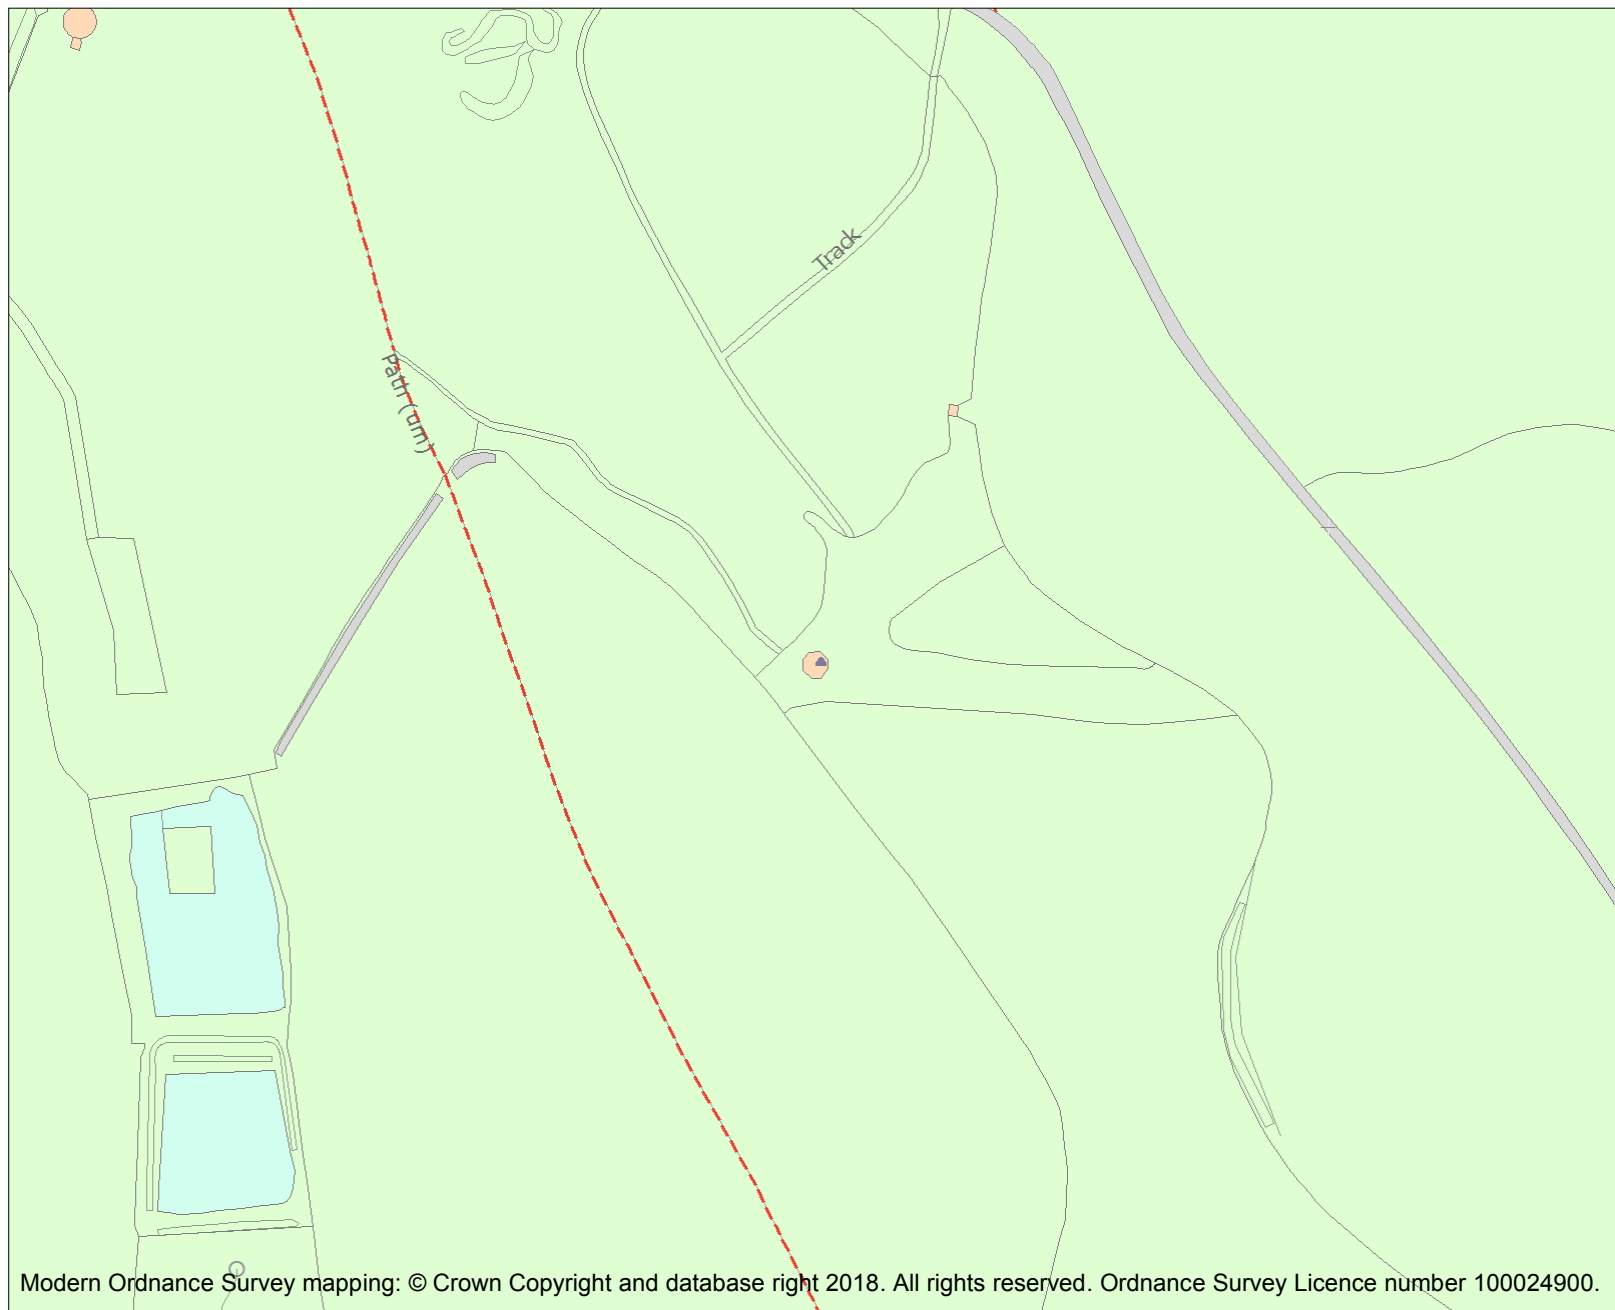 Track
Path (um)
Modern Ordnance Survey mapping: © Crown Copyright and database right 2018. All rights reserved. Ordnance Survey Licence number 100024900.